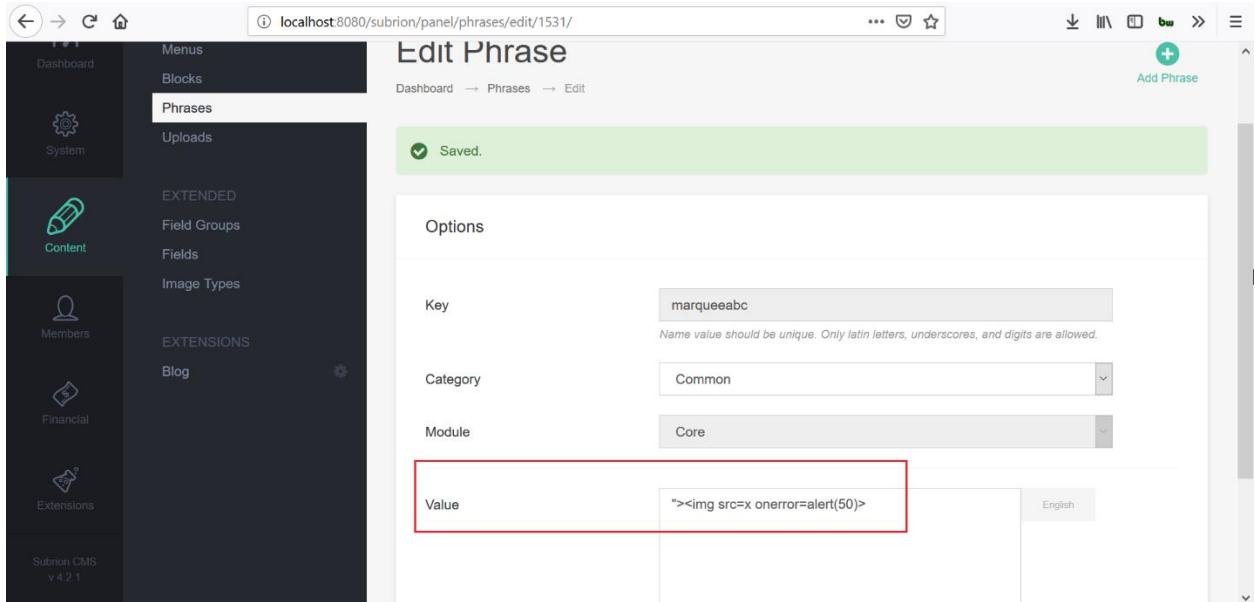 localhost:8080/subrion/panel/phrases/edit/1531/
bw
Dashboard
System
Content
Members
Financial
Extensions
Subrion CMS
v 4.2.1
Menus
Blocks
Phrases
Uploads
EXTENDED
Field Groups
Fields
Image Types
EXTENSIONS
Blog
Edit Phrase
Add Phrase
Dashboard → Phrases → Edit
Saved.
Options
Key marqueeabc
Name value should be unique. Only latin letters, underscores, and digits are allowed.
Category Common
Module Core
Value "><img src=x onerror=alert(50)> English